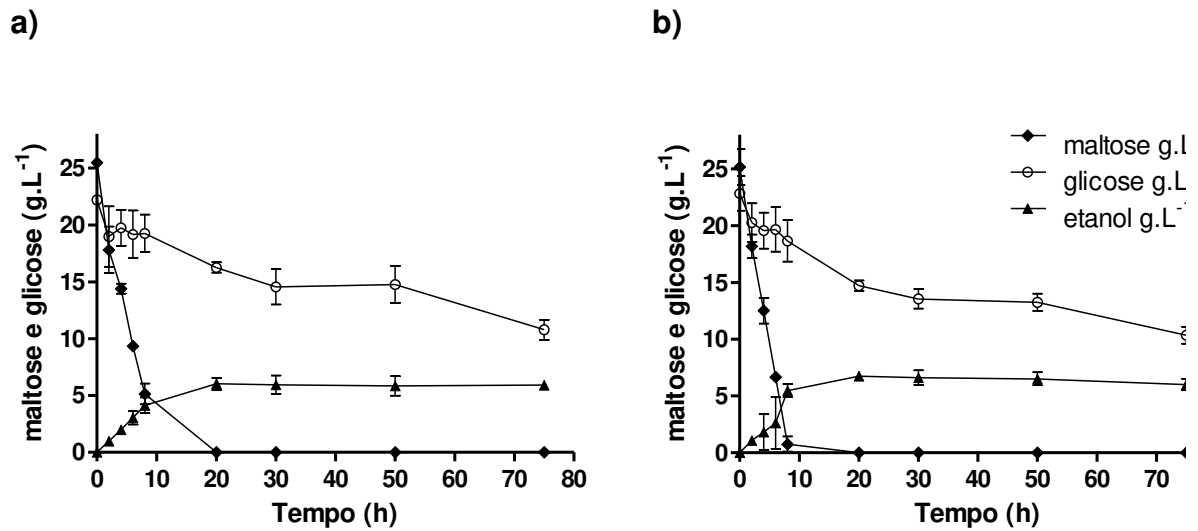 a)
b)
maltose e glicose (g.L⁻¹)
25
20
15
10
5
0
0 10 20 30 40 50 60 70 80
Tempo (h)
maltose e glicose (g.L⁻¹)
25
20
15
10
5
0
0 10 20 30 40 50 60 70
Tempo (h)
maltose g.L
glicose g.L
etanol g.L⁻¹